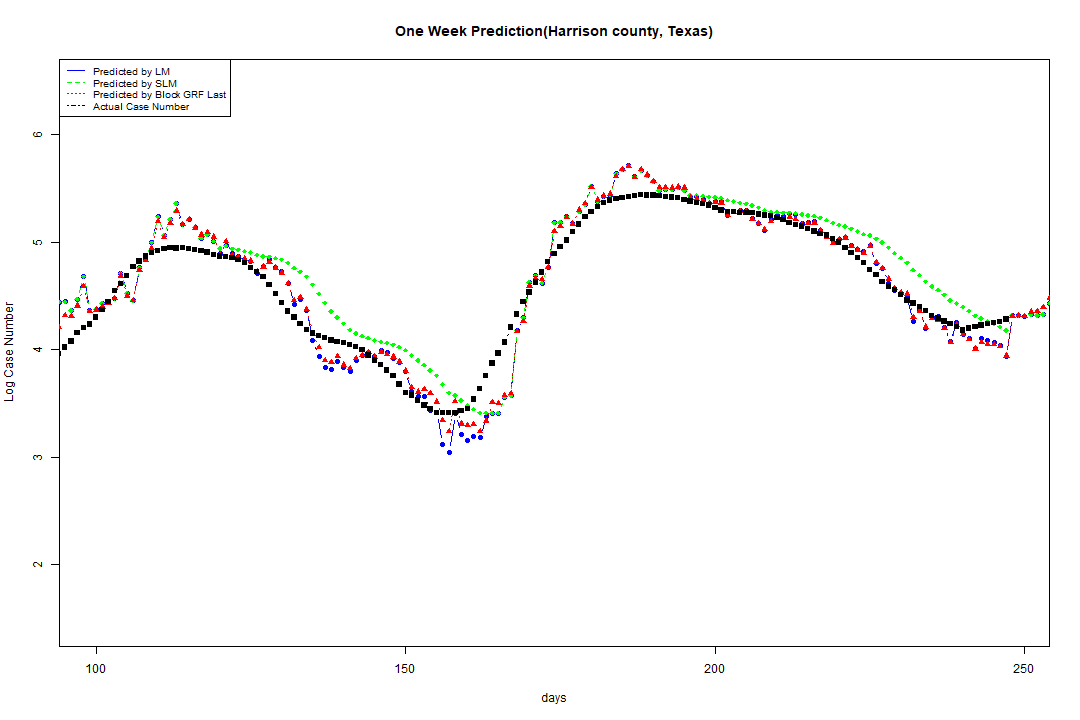 One Week Prediction(Harrison county, Texas)
Predicted by LM
Predicted by SLM
Predicted by Block GRF Last
Actual Case Number
6
5
4
3
2
Log Case Number
100
150
200
250
days